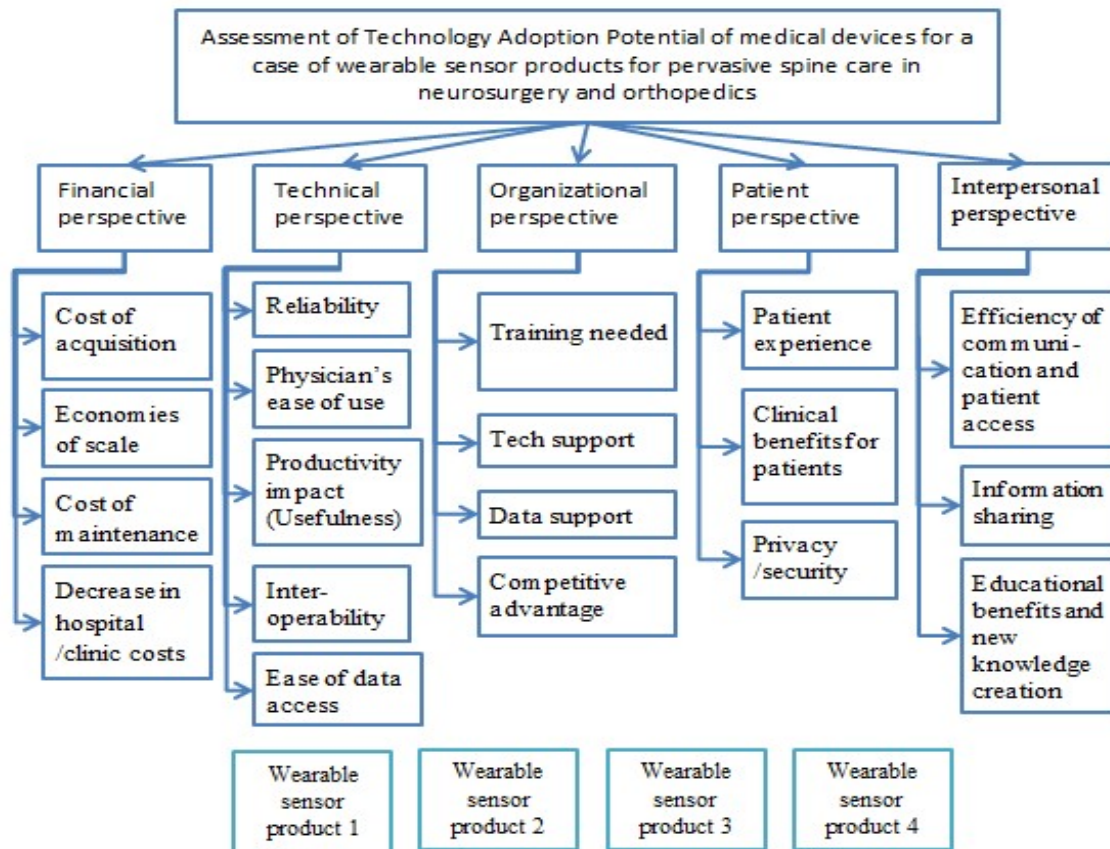 Assessment of Technology Adoption Potential of medical devices for a
case of wearable sensor products for pervasive spine care in
neurosurgery and orthopedics
Financial
perspective
Technical
perspective
Organizational
perspective
Patient
perspective
Interpersonal
perspective
Cost of
acquisition
Economies
of scale
Cost of
maintenance
Decrease in
hospital
/clinic costs
Reliability
Physician's
ease of use
Productivity
impact
(Usefulness)
Inter-
operability
Ease of data
access
Training needed
Tech support
Data support
Competitive
advantage
Patient
experience
Clinical
benefits for
patients
Privacy
/security
Efficiency of
communi-
cation and
patient
access
Information
sharing
Educational
benefits and
new
knowledge
creation
Wearable
sensor
product 1
Wearable
sensor
product 2
Wearable
sensor
product 3
Wearable
sensor
product 4